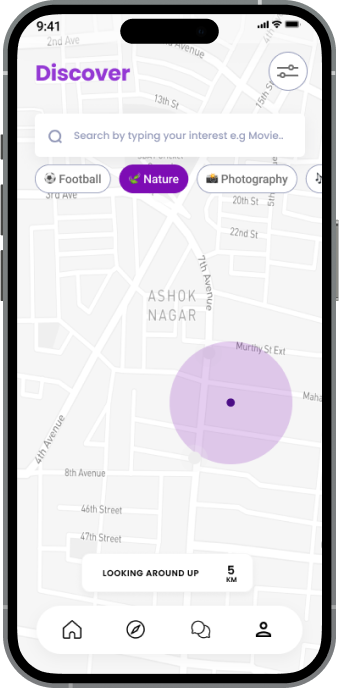 9:41
2nd Ave
Discover
13th St
15th St
Search by typing your interest e.g Movie..
Football
Nature
Photography
3rd Ave
20th St
5th
22nd St
7th Avenue
ASHOK
NAGAR
Murthy St Ext
Maha
4th Avenue
8th Avenue
46th Street
47th Street
LOOKING AROUND UP
5
KM